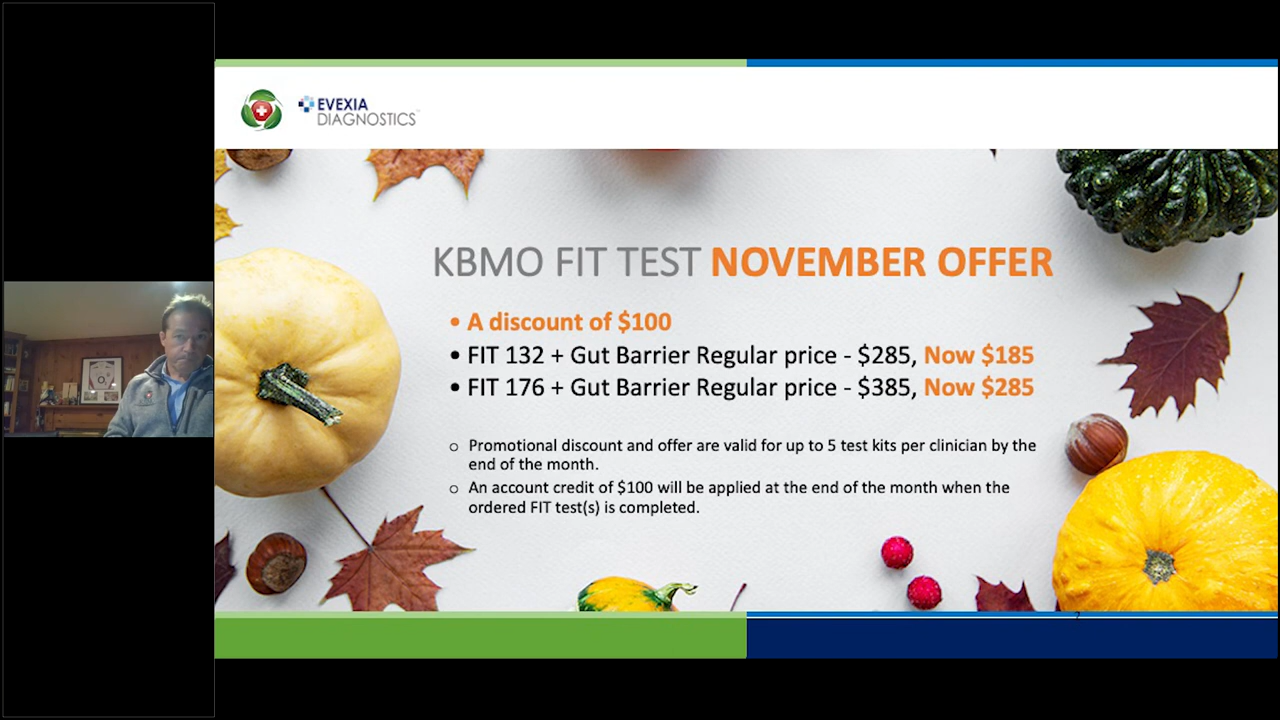 EVEXIA
DIAGNOSTICS
KBMO FIT TEST NOVEMBER OFFER
• A discount of $100
• FIT 132 + Gut Barrier Regular price - $285, Now $185
• FIT 176 + Gut Barrier Regular price - $385, Now $285
o Promotional discount and offer are valid for up to 5 test kits per clinician by the
end of the month.
o An account credit of $100 will be applied at the end of the month when the
ordered FIT test(s) is completed.